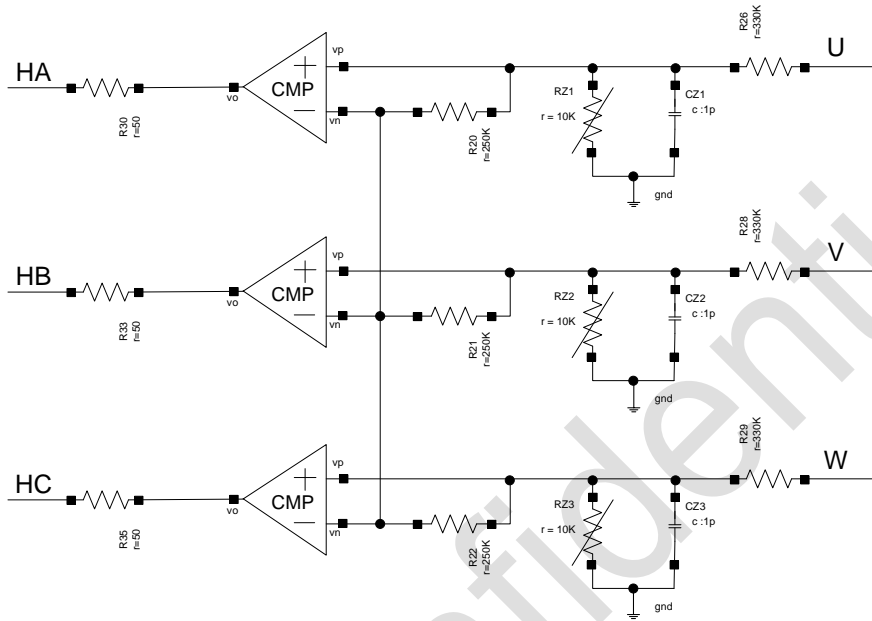 R26
r=330K
U
HA
R30
r=50
vo
CMP
vp
vn
R20
r=250K
RZ1
r = 10K
CZ1
c :1p
gnd
R28
r=330K
V
HB
R33
r=50
vo
CMP
vp
vn
R21
r=250K
RZ2
r = 10K
CZ2
c :1p
gnd
R29
r=330K
W
HC
R35
r=50
vo
CMP
vp
vn
R22
r=250K
RZ3
r = 10K
CZ3
c :1p
gnd
nfidenti